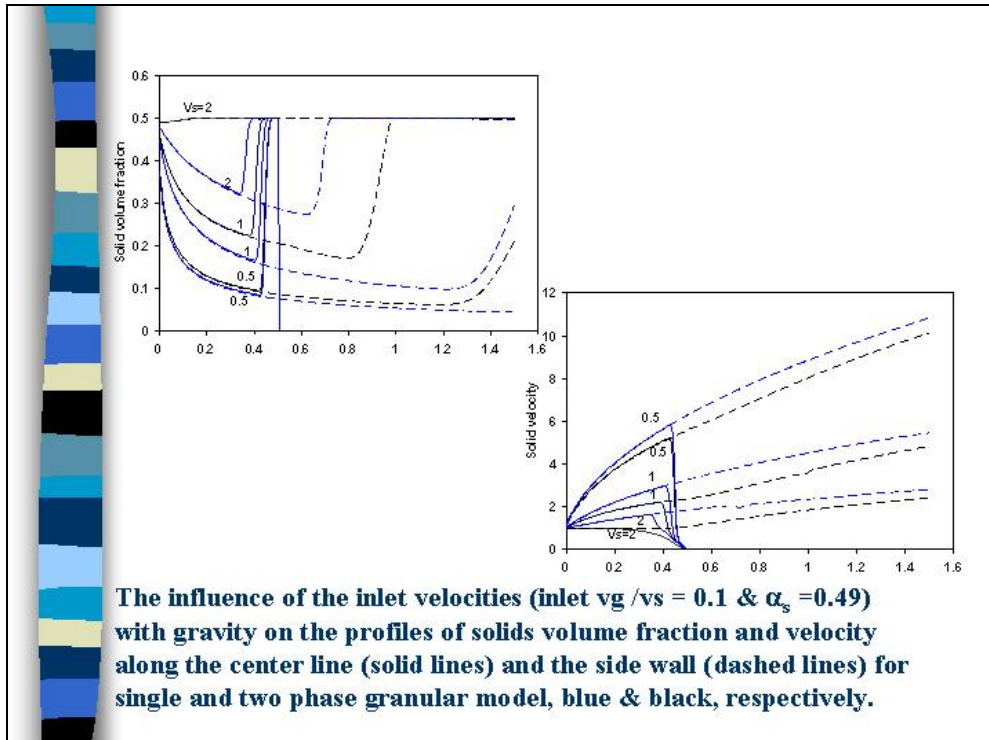 0.6
0.5
0.4
0.3
0.2
0.1
0
Solid volume fraction
Vs=2
2
1
1
0.5
0.5
0 0.2 0.4 0.6 0.8 1 1.2 1.4 1.6
12
10
8
6
4
2
0
Solid velocity
0.5
0.5
1
1
2
Vs=2
0.0 0.2 0.4 0.6 0.8 1.0 1.2 1.4 1.6
The influence of the inlet velocities (inlet vg /vs = 0.1 & αs =0.49)
with gravity on the profiles of solids volume fraction and velocity
along the center line (solid lines) and the side wall (dashed lines) for
single and two phase granular model, blue & black, respectively.